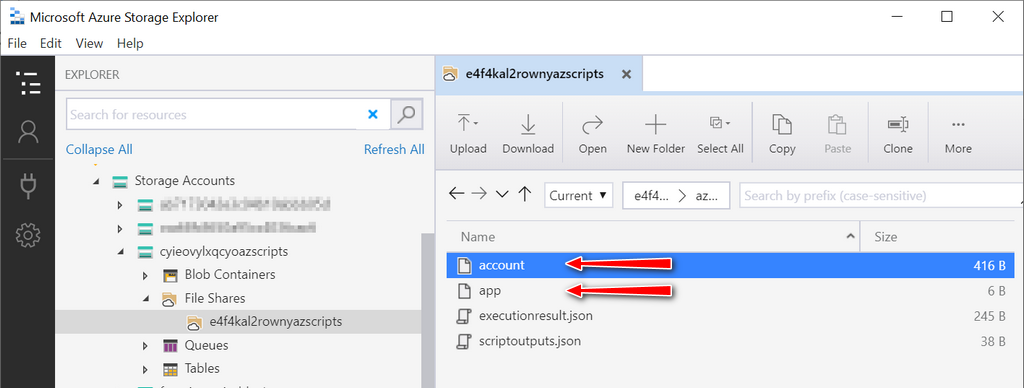 Microsoft Azure Storage Explorer
File Edit View Help
EXPLORER
Search for resources
Collapse All Refresh All
Storage Accounts
cyieovylxqcyoazscripts
Blob Containers
File Shares
e4f4kal2rownyazscripts
Queues
Tables
e4f4kal2rownyazscripts
Upload Download Open New Folder Select All Copy Paste Clone More
Current e4f4... az... Search by prefix (case-sensitive)
Name Size
account 416 B
app 6 B
executionresult.json 245 B
scriptoutputs.json 38 B